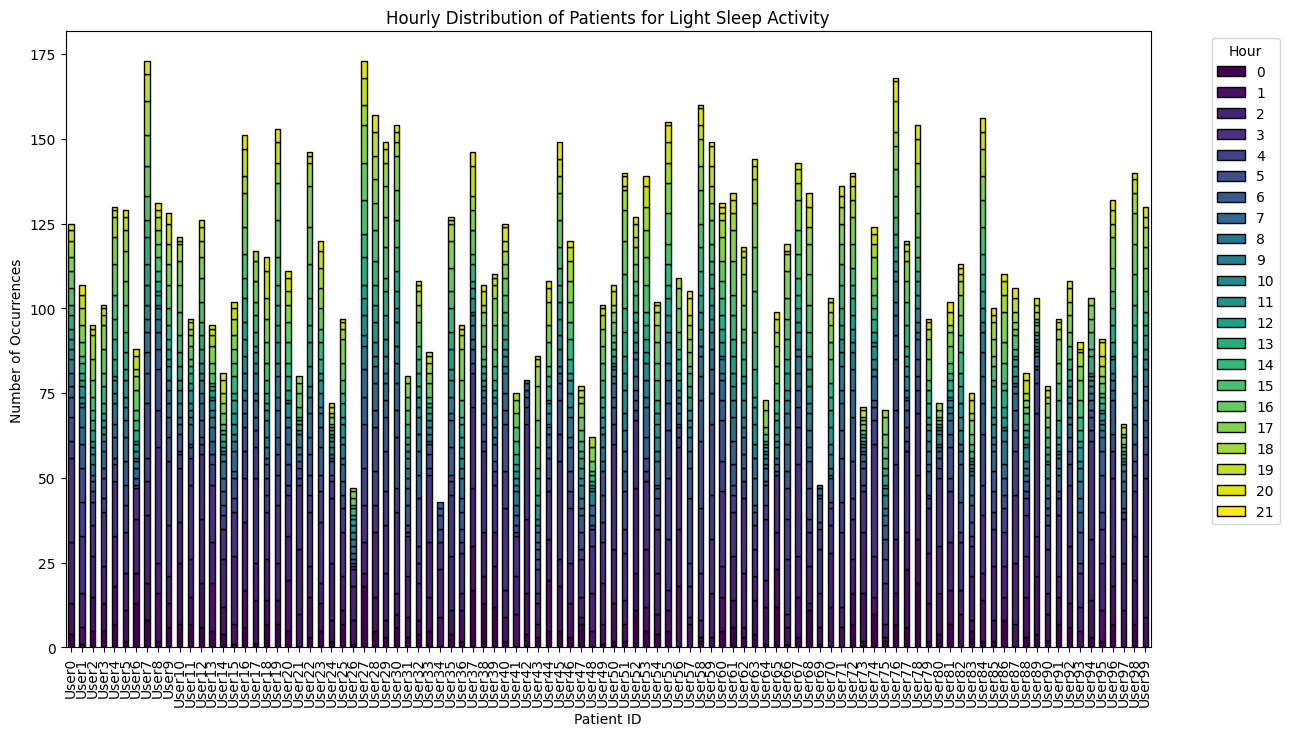 Hourly Distribution of Patients for Light Sleep Activity
Number of Occurrences
175
150
125
100
75
50
25
0
User0
User1
User2
User3
User4
User5
User6
User7
User8
User9
User10
User11
User12
User13
User14
User15
User16
User17
User18
User19
User20
User21
User22
User23
User24
User25
User26
User27
User28
User29
User30
User31
User32
User33
User34
User35
User36
User37
User38
User39
User40
User41
User42
User43
User44
User45
User46
User47
User48
User49
User50
User51
User52
User53
User54
User55
User56
User57
User58
User59
User60
User61
User62
User63
User64
User65
User66
User67
User68
User69
User70
User71
User72
User73
User74
User75
User76
User77
User78
User79
User80
User81
User82
User83
User84
User85
User86
User87
User88
User89
User90
User91
User92
User93
User94
User95
User96
User97
User98
User99
Patient ID
Hour
0
1
2
3
4
5
6
7
8
9
10
11
12
13
14
15
16
17
18
19
20
21